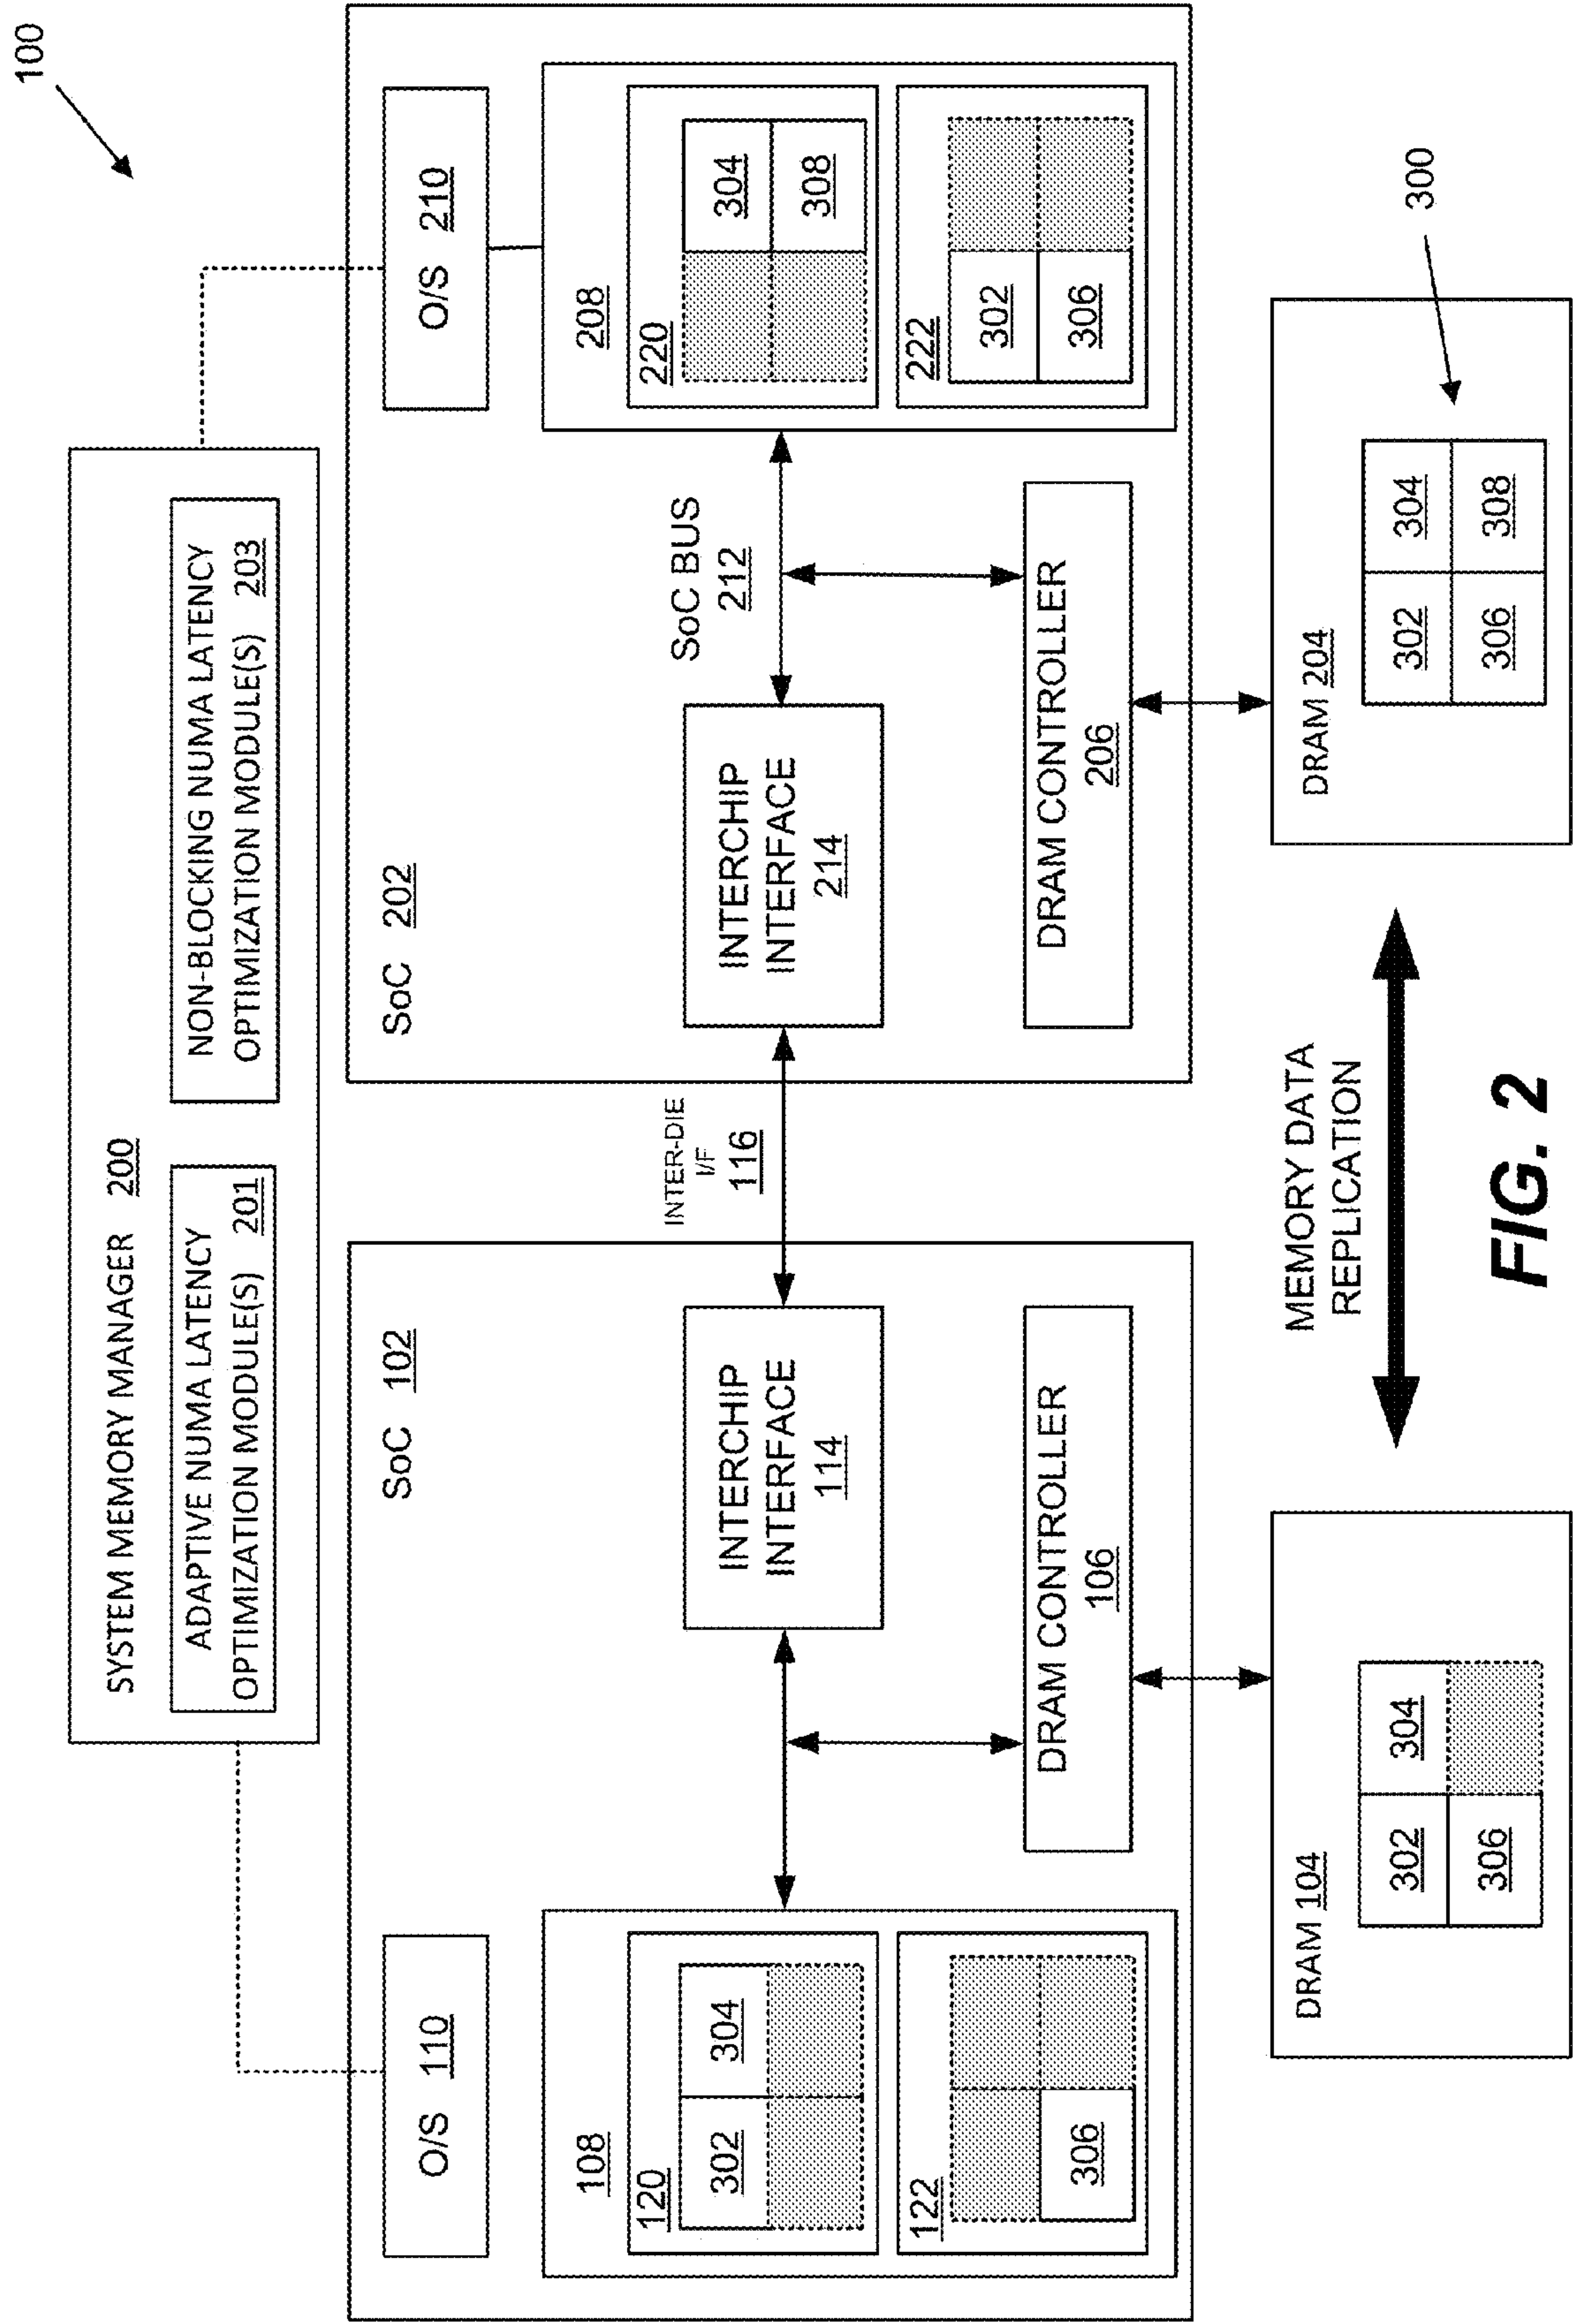 100
SYSTEM MEMORY MANAGER 200
ADAPTIVE NUMA LATENCY
OPTIMIZATION MODULE(S) 201
NON-BLOCKING NUMA LATENCY
OPTIMIZATION MODULE(S) 203
O/S 110
SoC 102
108
120
302
304
122
306
INTERCHIP
INTERFACE
114
DRAM CONTROLLER
106
INTER-DIE
I/F
116
SoC 202
O/S 210
INTERCHIP
INTERFACE
214
SoC BUS
212
DRAM CONTROLLER
206
208
220
304
308
222
302
306
DRAM 104
302
304
306
MEMORY DATA
REPLICATION
DRAM 204
302
304
306
308
300
FIG. 2